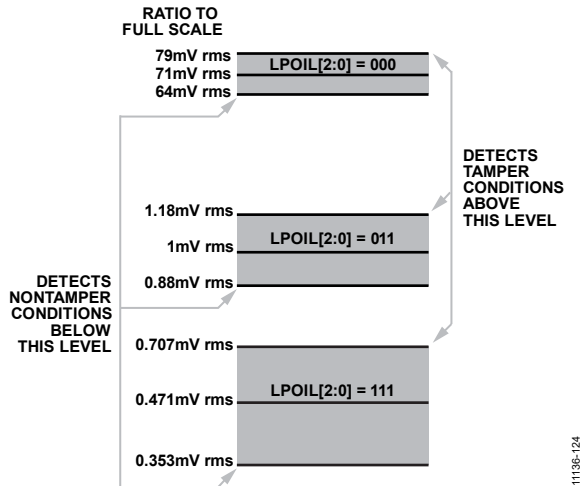 RATIO TO
FULL SCALE
79mV rms
LPOIL[2:0] = 000
71mV rms
64mV rms
DETECTS
TAMPER
CONDITIONS
ABOVE
THIS LEVEL
1.18mV rms
LPOIL[2:0] = 011
1mV rms
0.88mV rms
DETECTS
NONTAMPER
CONDITIONS
BELOW
THIS LEVEL
0.707mV rms
LPOIL[2:0] = 111
0.471mV rms
0.353mV rms
11136-124